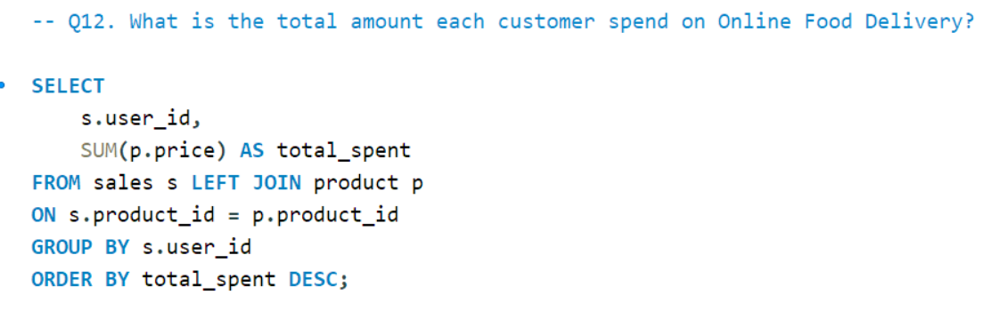 -- Q12. What is the total amount each customer spend on Online Food Delivery?
SELECT
s.user_id,
SUM(p.price) AS total_spent
FROM sales s LEFT JOIN product p
ON s.product_id = p.product_id
GROUP BY s.user_id
ORDER BY total_spent DESC;